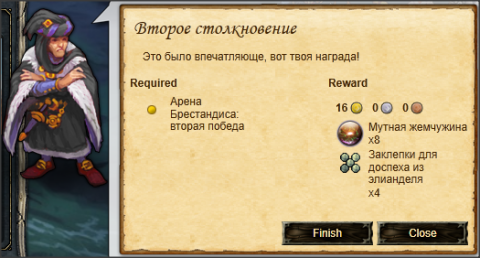 Второе столкновение
Это было впечатляюще, вот твоя награда!
Required
Reward
Арена
Брестандиса:
вторая победа
16 0 0
Мутная жемчужина
x8
Заклепки для
доспеха из
элианделя
x4
Finish
Close